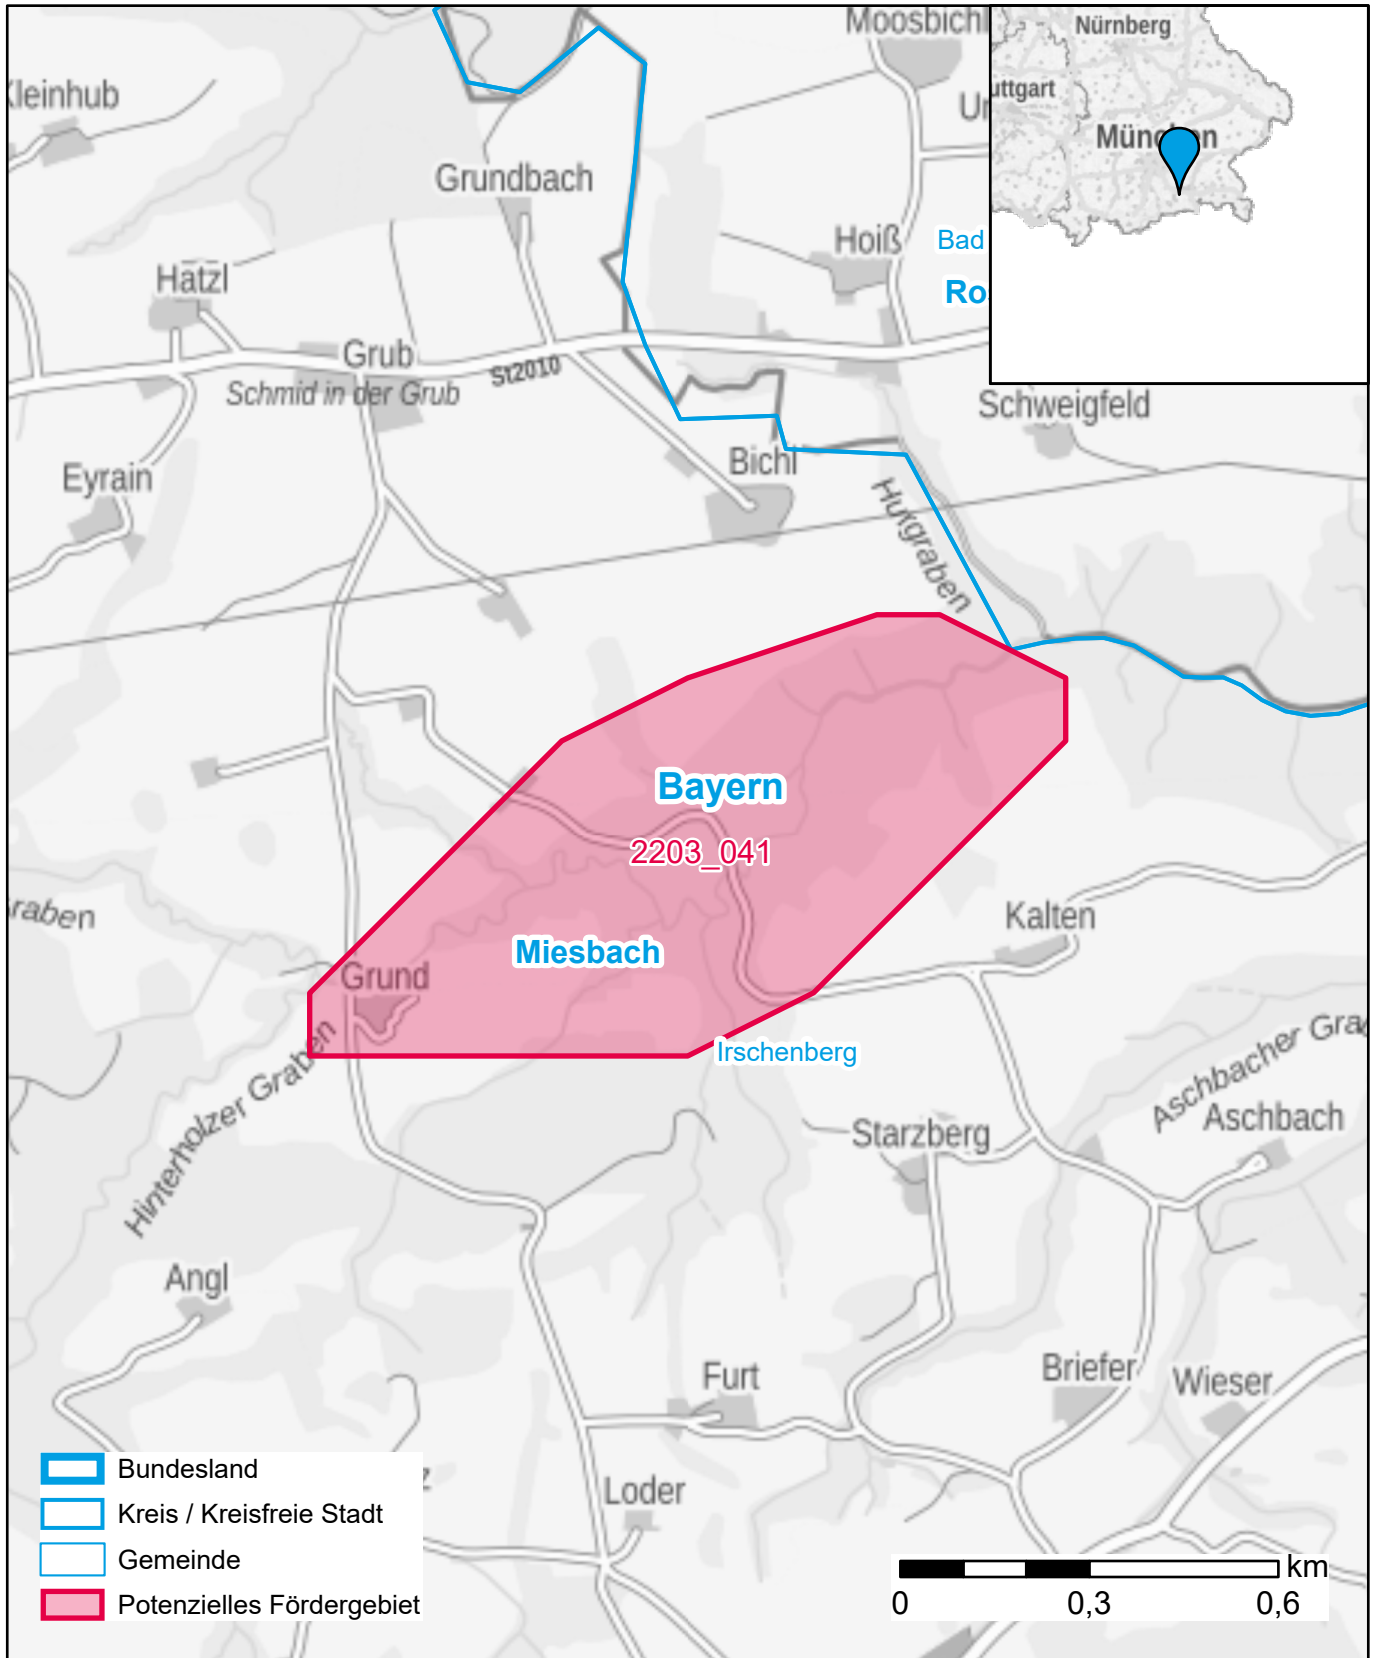 Moosbichl
Nürnberg
uttgart
München
Kleinhub
Grundbach
Hoiß
Bad
Ro
Hatzl
Grub
Schmid in der Grub
St2010
Schweigfeld
Eyrain
Bichl
Hutgraben
Bayern
2203_041
Miesbach
raben
Kalten
Grund
Hinterholzer Graben
Irschenberg
Aschbacher Gra
Aschbach
Starzberg
Angl
Furt
Briefer
Wieser
Loder
Bundesland
Kreis / Kreisfreie Stadt
Gemeinde
Potenzielles Fördergebiet
km
0 0,3 0,6